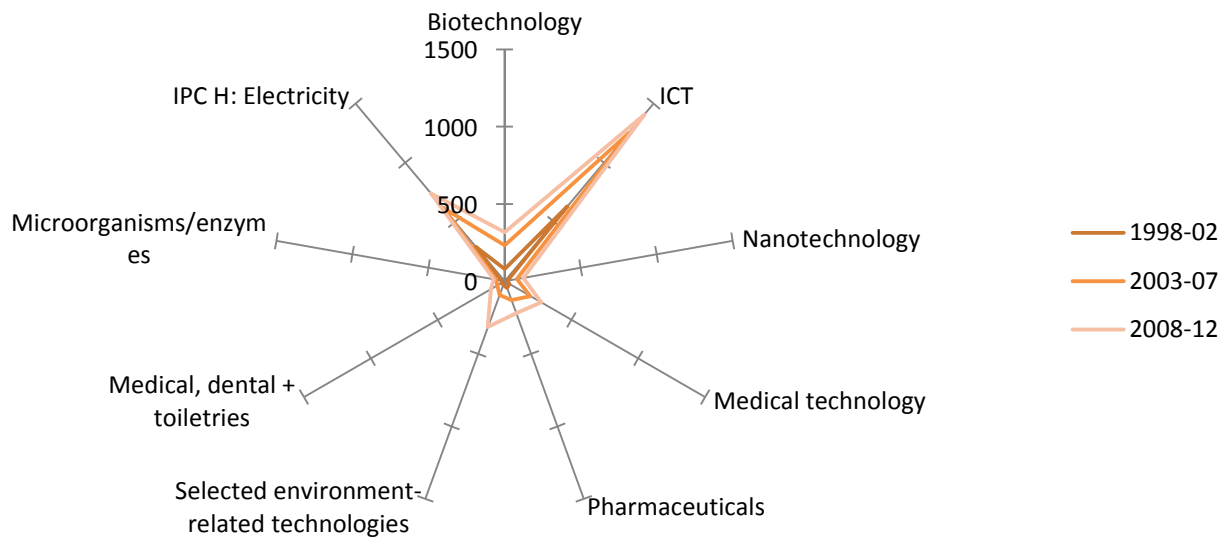 Biotechnology
1500
IPC H: Electricity
ICT
1000
500
Microorganisms/enzym
es
Nanotechnology
1998-02
0
2003-07
2008-12
Medical, dental +
toiletries
Medical technology
Selected environment-
related technologies
Pharmaceuticals